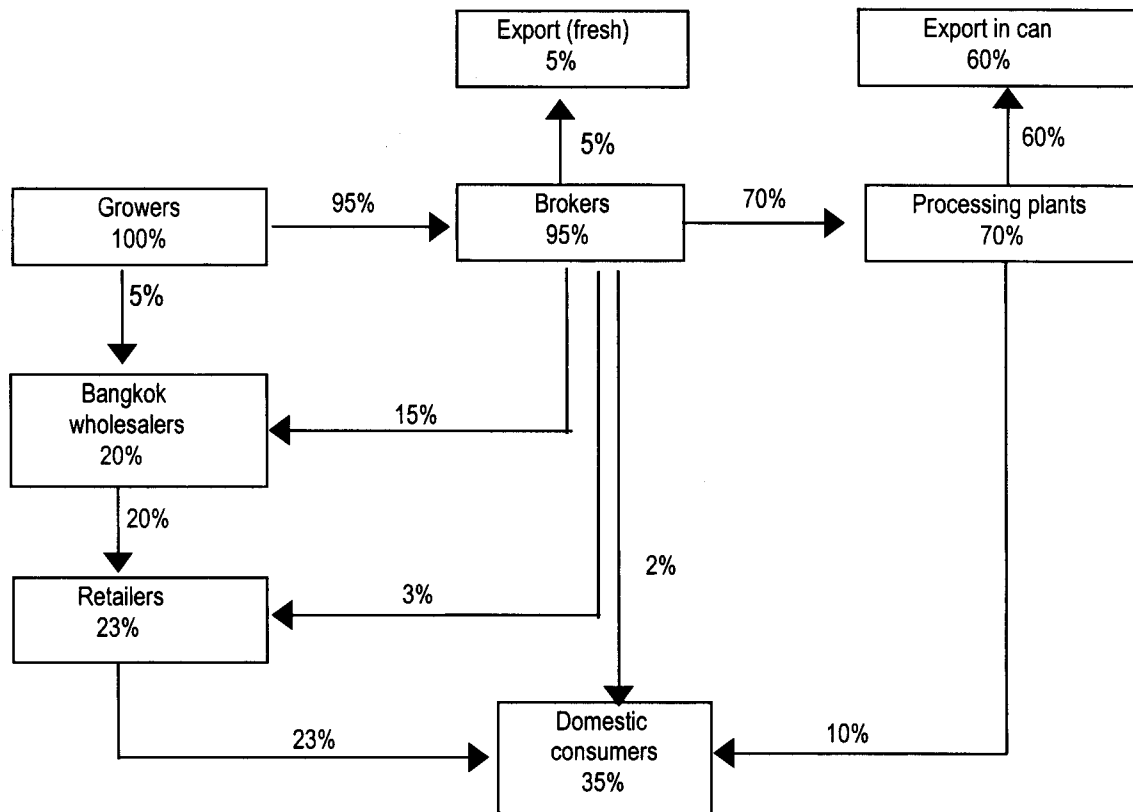 Export (fresh)
5%
Export in can
60%
5%
60%
Growers
100%
95%
Brokers
95%
70%
Processing plants
70%
5%
Bangkok
wholesalers
20%
15%
20%
2%
Retailers
23%
3%
23%
Domestic
consumers
35%
10%